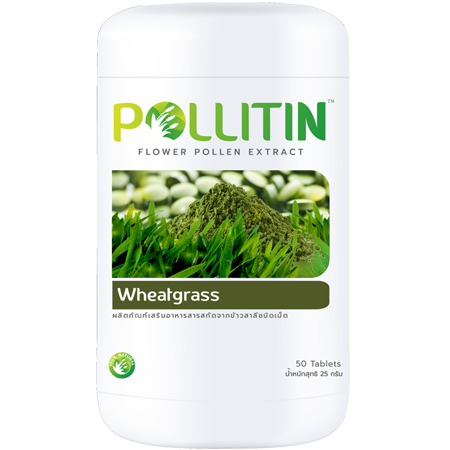 POLLITIN™
FLOWER POLLEN EXTRACT
Wheatgrass
ผลิตภัณฑ์เสริมอาหารสารสกัดจากข้าวสาลีชนิดเม็ด
50 Tablets
น้ำหนักสุทธิ 25 กรัม